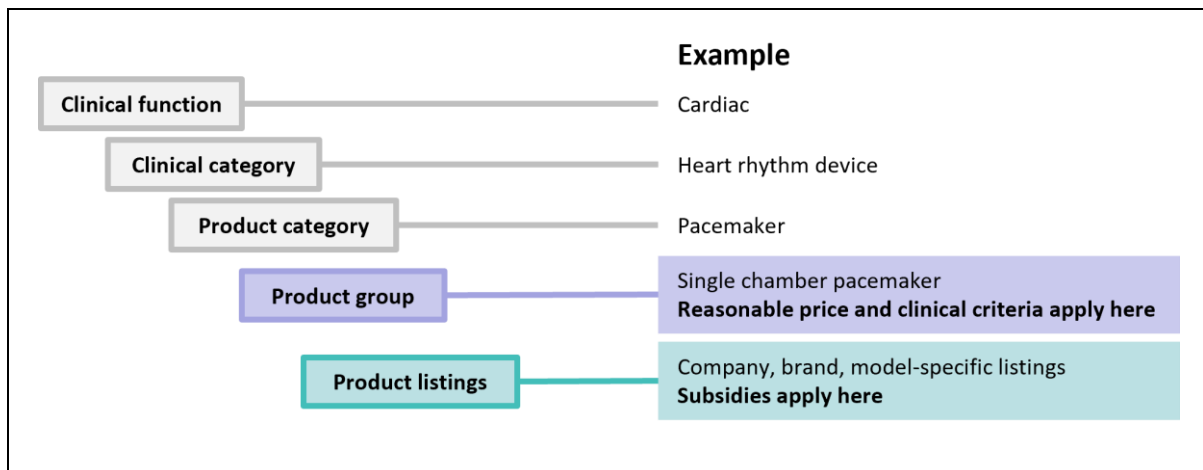 Example
Clinical function
Cardiac
Clinical category
Heart rhythm device
Product category
Pacemaker
Product group
Single chamber pacemaker
Reasonable price and clinical criteria apply here
Product listings
Company, brand, model-specific listings
Subsidies apply here